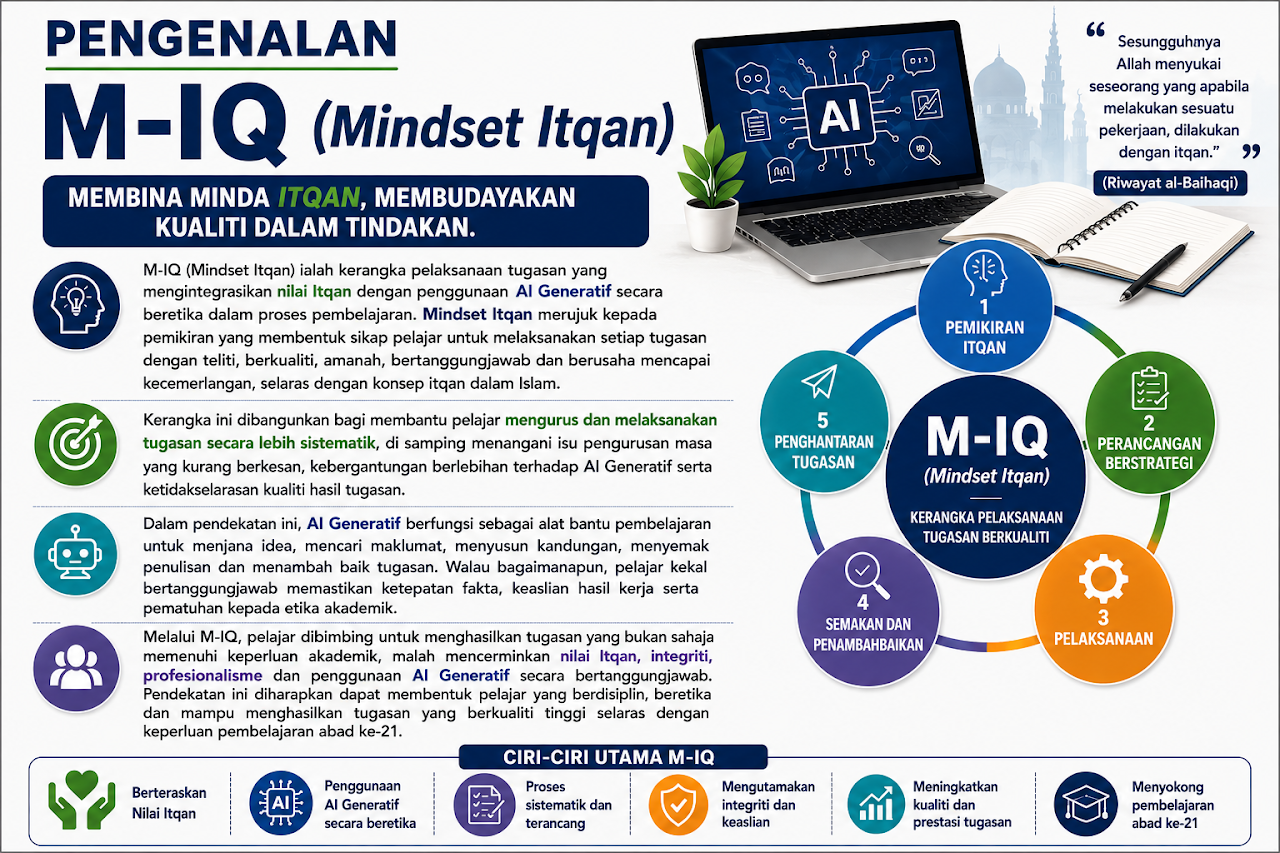 PENGENALAN
M-IQ (Mindset Itqan)
MEMBINA MINDA ITQAN, MEMBUDAYAKAN
KUALITI DALAM TINDAKAN.
AI
“ Sesungguhmya
Allah menyukai
seseorang yang apabila
melakukan sesuatu
pekerjaan, dilakukan
dengan itqan.” ”
(Riwayat al-Baihaqi)
M-IQ (Mindset Itqan) ialah kerangka pelaksanaan tugasan yang
mengintegrasikan nilai Itqan dengan penggunaan AI Generatif secara
beretika dalam proses pembelajaran. Mindset Itqan merujuk kepada
pemikiran yang membentuk sikap pelajar untuk melaksanakan setiap tugasan
dengan teliti, berkualiti, amanah, bertanggungjawab dan berusaha mencapai
kecemerlangan, selaras dengan konsep itqan dalam Islam.
Kerangka ini dibangunkan bagi membantu pelajar mengurus dan melaksanakan
tugasan secara lebih sistematik, di samping menangani isu pengurusan masa
yang kurang berkesan, kebergantungan berlebihan terhadap AI Generatif serta
ketidakselarasan kualiti hasil tugasan.
Dalam pendekatan ini, AI Generatif berfungsi sebagai alat bantu pembelajaran
untuk menjana idea, mencari maklumat, menyusun kandungan, menyemak
penulisan dan menambah baik tugasan. Walau bagaimanapun, pelajar kekal
bertanggungjawab memastikan ketepatan fakta, keaslian hasil kerja serta
pematuhan kepada etika akademik.
Melalui M-IQ, pelajar dibimbing untuk menghasilkan tugasan yang bukan sahaja
memenuhi keperluan akademik, malah mencerminkan nilai Itqan, integriti,
profesionalisme dan penggunaan AI Generatif secara bertanggungjawab.
Pendekatan ini diharapkan dapat membentuk pelajar yang berdisiplin, beretika
dan mampu menghasilkan tugasan yang berkualiti tinggi selaras dengan
keperluan pembelajaran abad ke-21.
1
PEMIKIRAN
ITQAN
2
PERANCANGAN
BERSTRATEGI
3
PELAKSANAAN
4
SEMAKAN DAN
PENAMBAHBAIKAN
5
PENGHANTARAN
TUGASAN
M-IQ
(Mindset Itqan)
KERANGKA PELAKSANAAN
TUGASAN BERKUALITI
CIRI-CIRI UTAMA M-IQ
Berteraskan
Nilai Itqan
AI
Penggunaan
AI Generatif
secara beretika
Proses
sistematik dan
terancang
Mengutamakan
integriti dan
keaslian
Meningkatkan
kualiti dan
prestasi tugasan
Menyokong
pembelajaran
abad ke-21